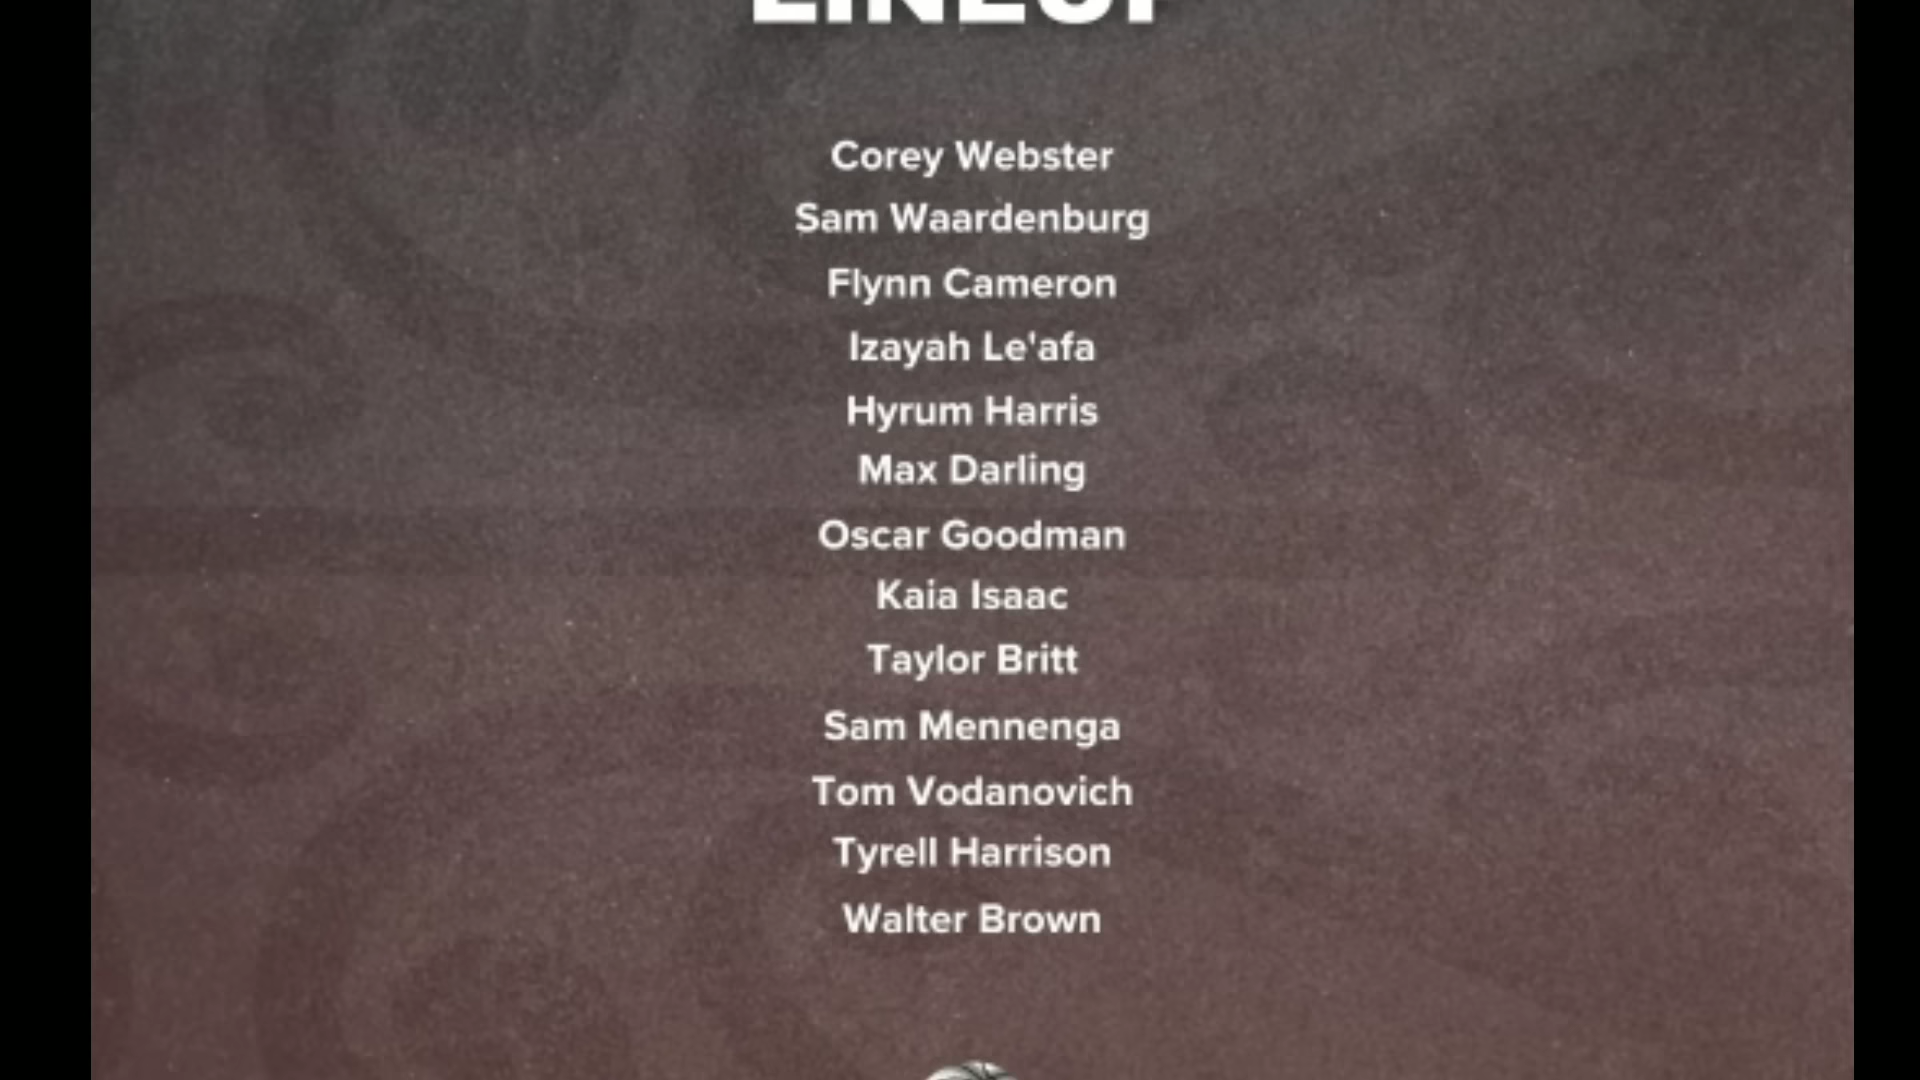 LINEUP
Corey Webster
Sam Waardenburg
Flynn Cameron
Izayah Le'afa
Hyrum Harris
Max Darling
Oscar Goodman
Kaia Isaac
Taylor Britt
Sam Mennenga
Tom Vodanovich
Tyrell Harrison
Walter Brown